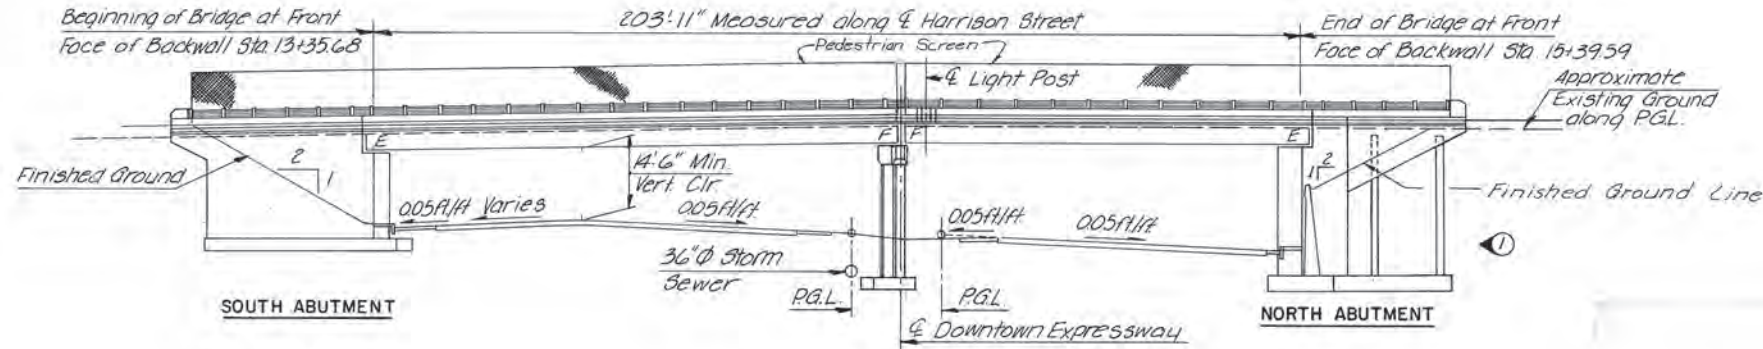 Beginning of Bridge at Front
Face of Backwall Sta. 13+35.68
203'-11" Measured along ℄ Harrison Street
End of Bridge at Front
Face of Backwall Sta. 15+39.59
Pedestrian Screen
℄ Light Post
Approximate
Existing Ground
along P.G.L.
E
F
F
E
2
1
14'-6" Min.
Vert. Clr.
2
1
Finished Ground
Finished Ground Line
0.05ft/ft Varies
0.05ft/ft
0.05ft/ft
0.05ft/ft
1
36"Φ Storm
Sewer
P.G.L.
P.G.L.
SOUTH ABUTMENT
NORTH ABUTMENT
℄ Downtown Expressway